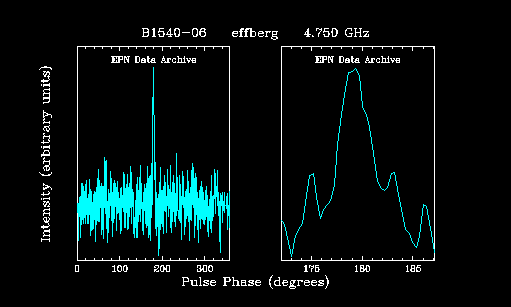 B1540-06 effberg 4.750 GHz
EPN Data Archive EPN Data Archive
Intensity (arbitrary units)
0 100 200 300 175 180 185
Pulse Phase (degrees)